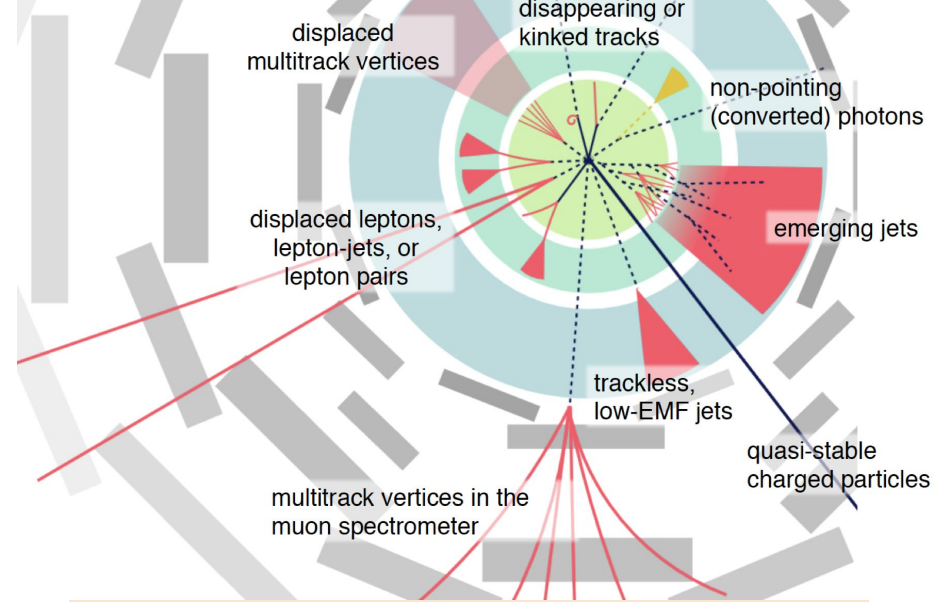 disappearing or
kinked tracks
displaced
multitrack vertices
non-pointing
(converted) photons
displaced leptons,
lepton-jets, or
lepton pairs
emerging jets
trackless,
low-EMF jets
quasi-stable
charged particles
multitrack vertices in the
muon spectrometer